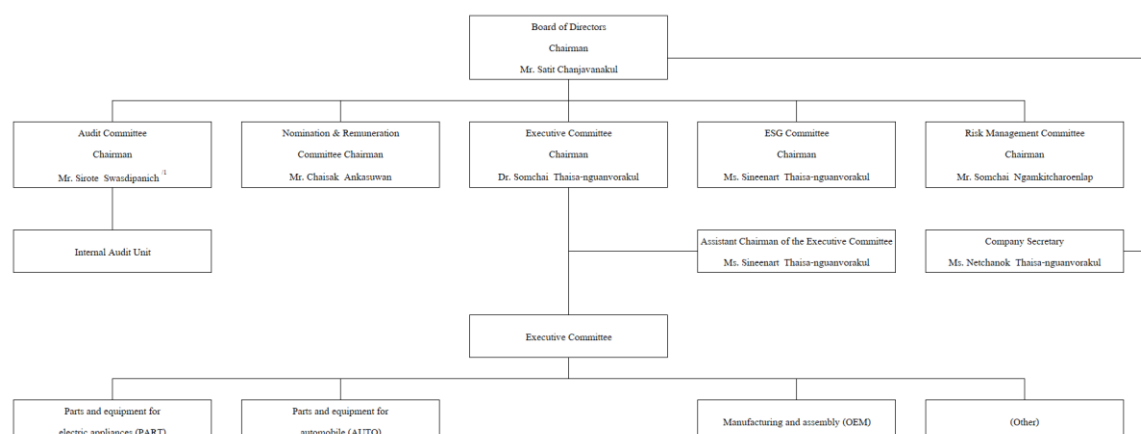 Board of Directors
Chairman
Mr. Satit Chanjavanakul
Audit Committee
Chairman
Mr. Sirote Swasdipanich /1
Nomination & Remuneration
Committee Chairman
Mr. Chaisak Ankasuwan
Executive Committee
Chairman
Dr. Somchai Thaisa-nguanvorakul
ESG Committee
Chairman
Ms. Sineenart Thaisa-nguanvorakul
Risk Management Committee
Chairman
Mr. Somchai Ngamkitcharoenlap
Internal Audit Unit
Assistant Chairman of the Executive Committee
Ms. Sineenart Thaisa-nguanvorakul
Company Secretary
Ms. Netchanok Thaisa-nguanvorakul
Executive Committee
Parts and equipment for
electric appliances (PART)
Parts and equipment for
automobile (AUTO)
Manufacturing and assembly (OEM)
(Other)